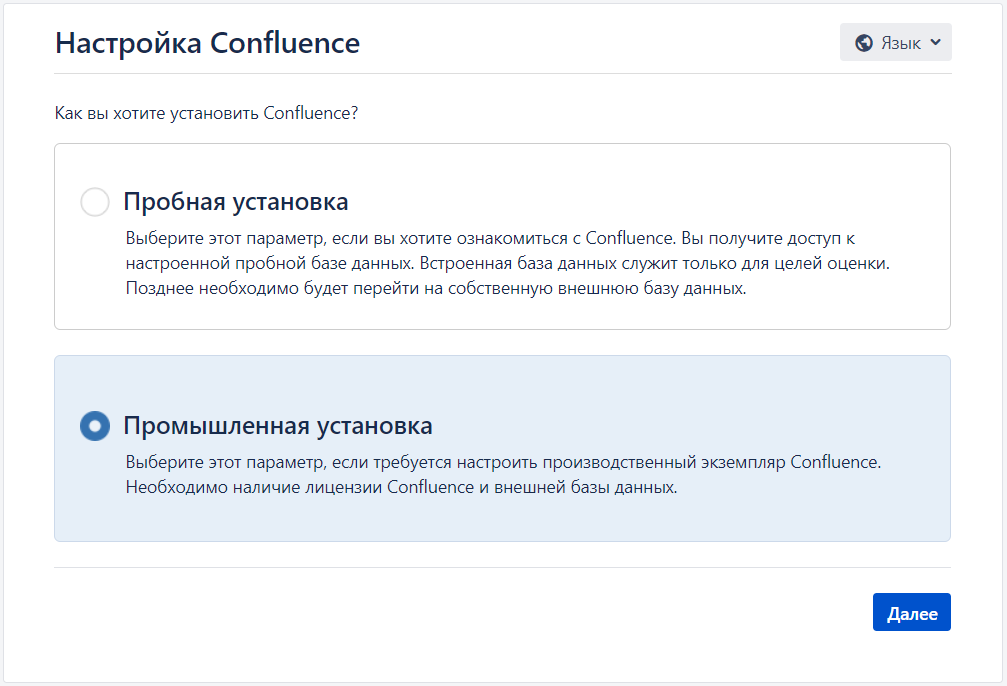 Настройка Confluence
Язык
Как вы хотите установить Confluence?
Пробная установка
Выберите этот параметр, если вы хотите ознакомиться с Confluence. Вы получите доступ к
настроенной пробной базе данных. Встроенная база данных служит только для целей оценки.
Позднее необходимо будет перейти на собственную внешнюю базу данных.
Промышленная установка
Выберите этот параметр, если требуется настроить производственный экземпляр Confluence.
Необходимо наличие лицензии Confluence и внешней базы данных.
Далее